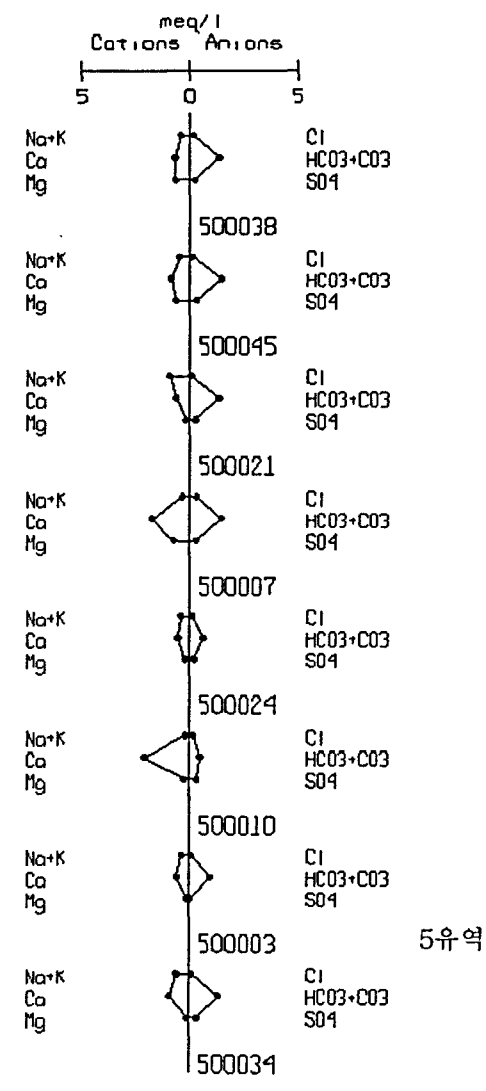 meq/l
Cations Anions
5 0 5
Na+K Cl
Ca HCO3+CO3
Mg SO4
500038
Na+K Cl
Ca HCO3+CO3
Mg SO4
500045
Na+K Cl
Ca HCO3+CO3
Mg SO4
500021
Na+K Cl
Ca HCO3+CO3
Mg SO4
500007
Na+K Cl
Ca HCO3+CO3
Mg SO4
500024
Na+K Cl
Ca HCO3+CO3
Mg SO4
500010
Na+K Cl
Ca HCO3+CO3
Mg SO4
500003
5유역
Na+K Cl
Ca HCO3+CO3
Mg SO4
500034